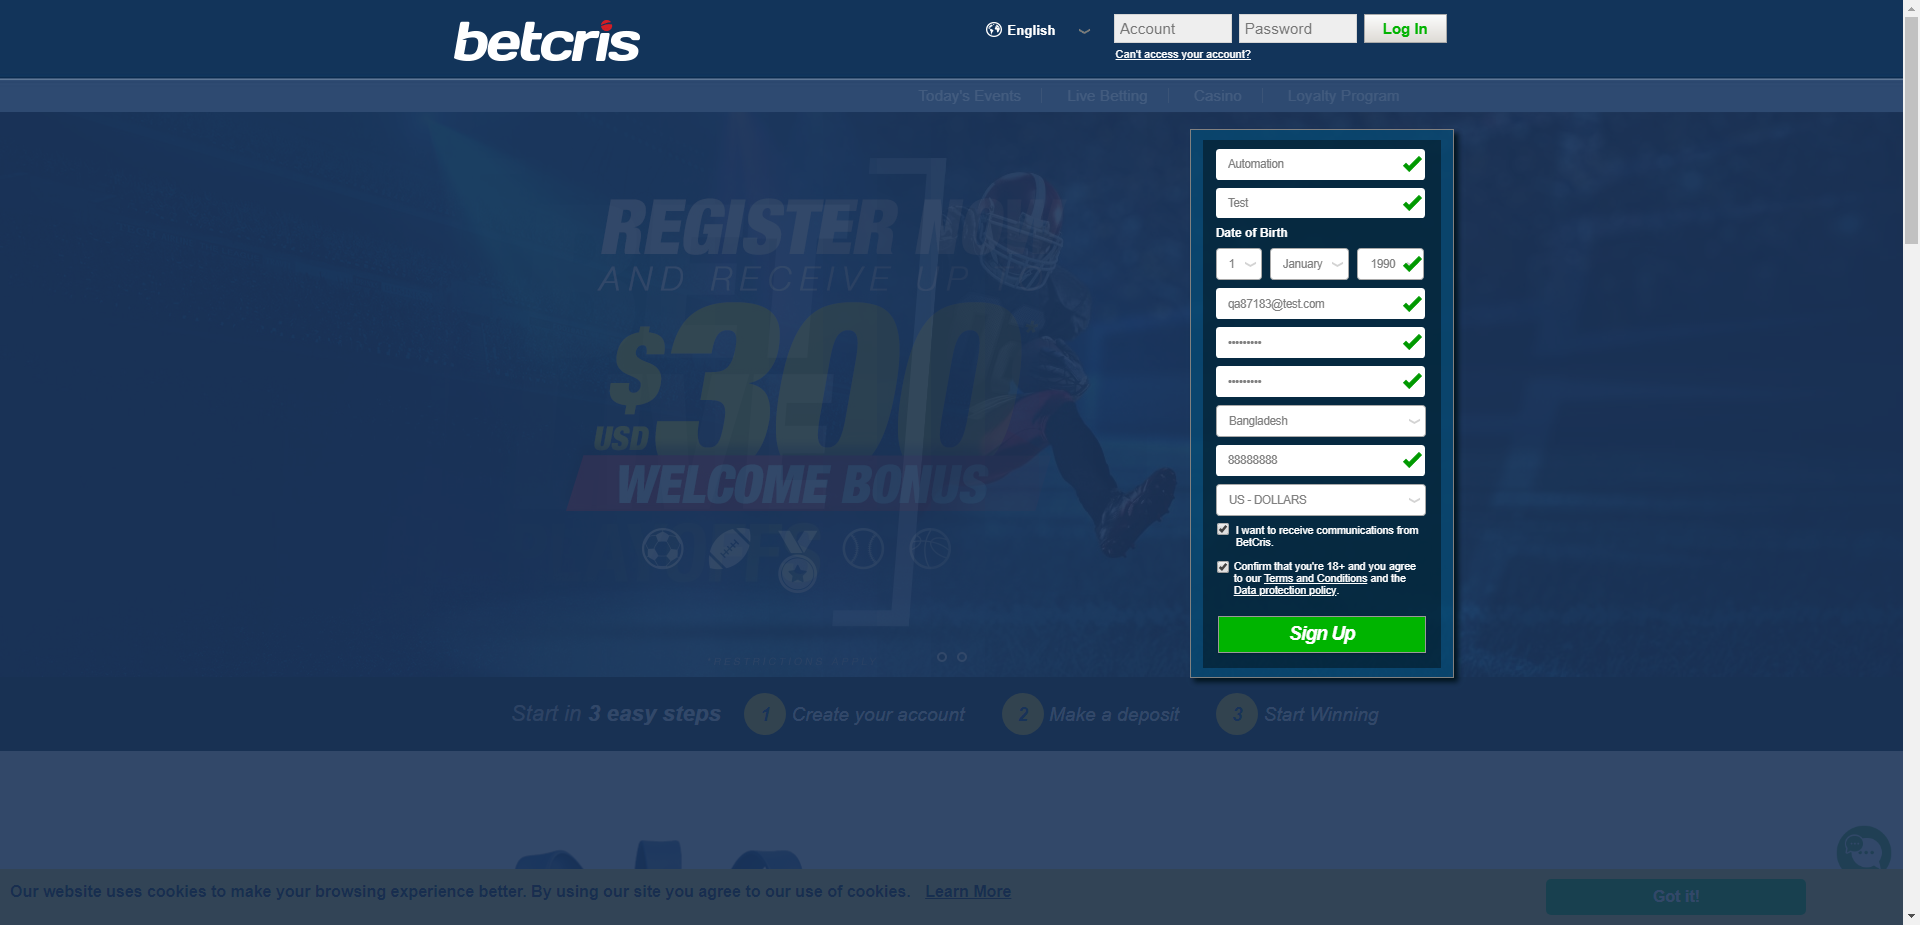 betcris
English
Account
Password
Log In
Can't access your account?
Today's Events
Live Betting
Casino
Loyalty Program
REGISTER NOW
AND RECEIVE UP
$300
USD
WELCOME BONUS
*RESTRICTIONS APPLY
Automation
Test
Date of Birth
1
January
1990
qa87183@test.com
•••••••••
•••••••••
Bangladesh
88888888
US - DOLLARS
I want to receive communications from
BetCris.
Confirm that you're 18+ and you agree
to our Terms and Conditions and the
Data protection policy.
Sign Up
Start in 3 easy steps
1 Create your account
2 Make a deposit
3 Start Winning
Our website uses cookies to make your browsing experience better. By using our site you agree to our use of cookies. Learn More
Got it!